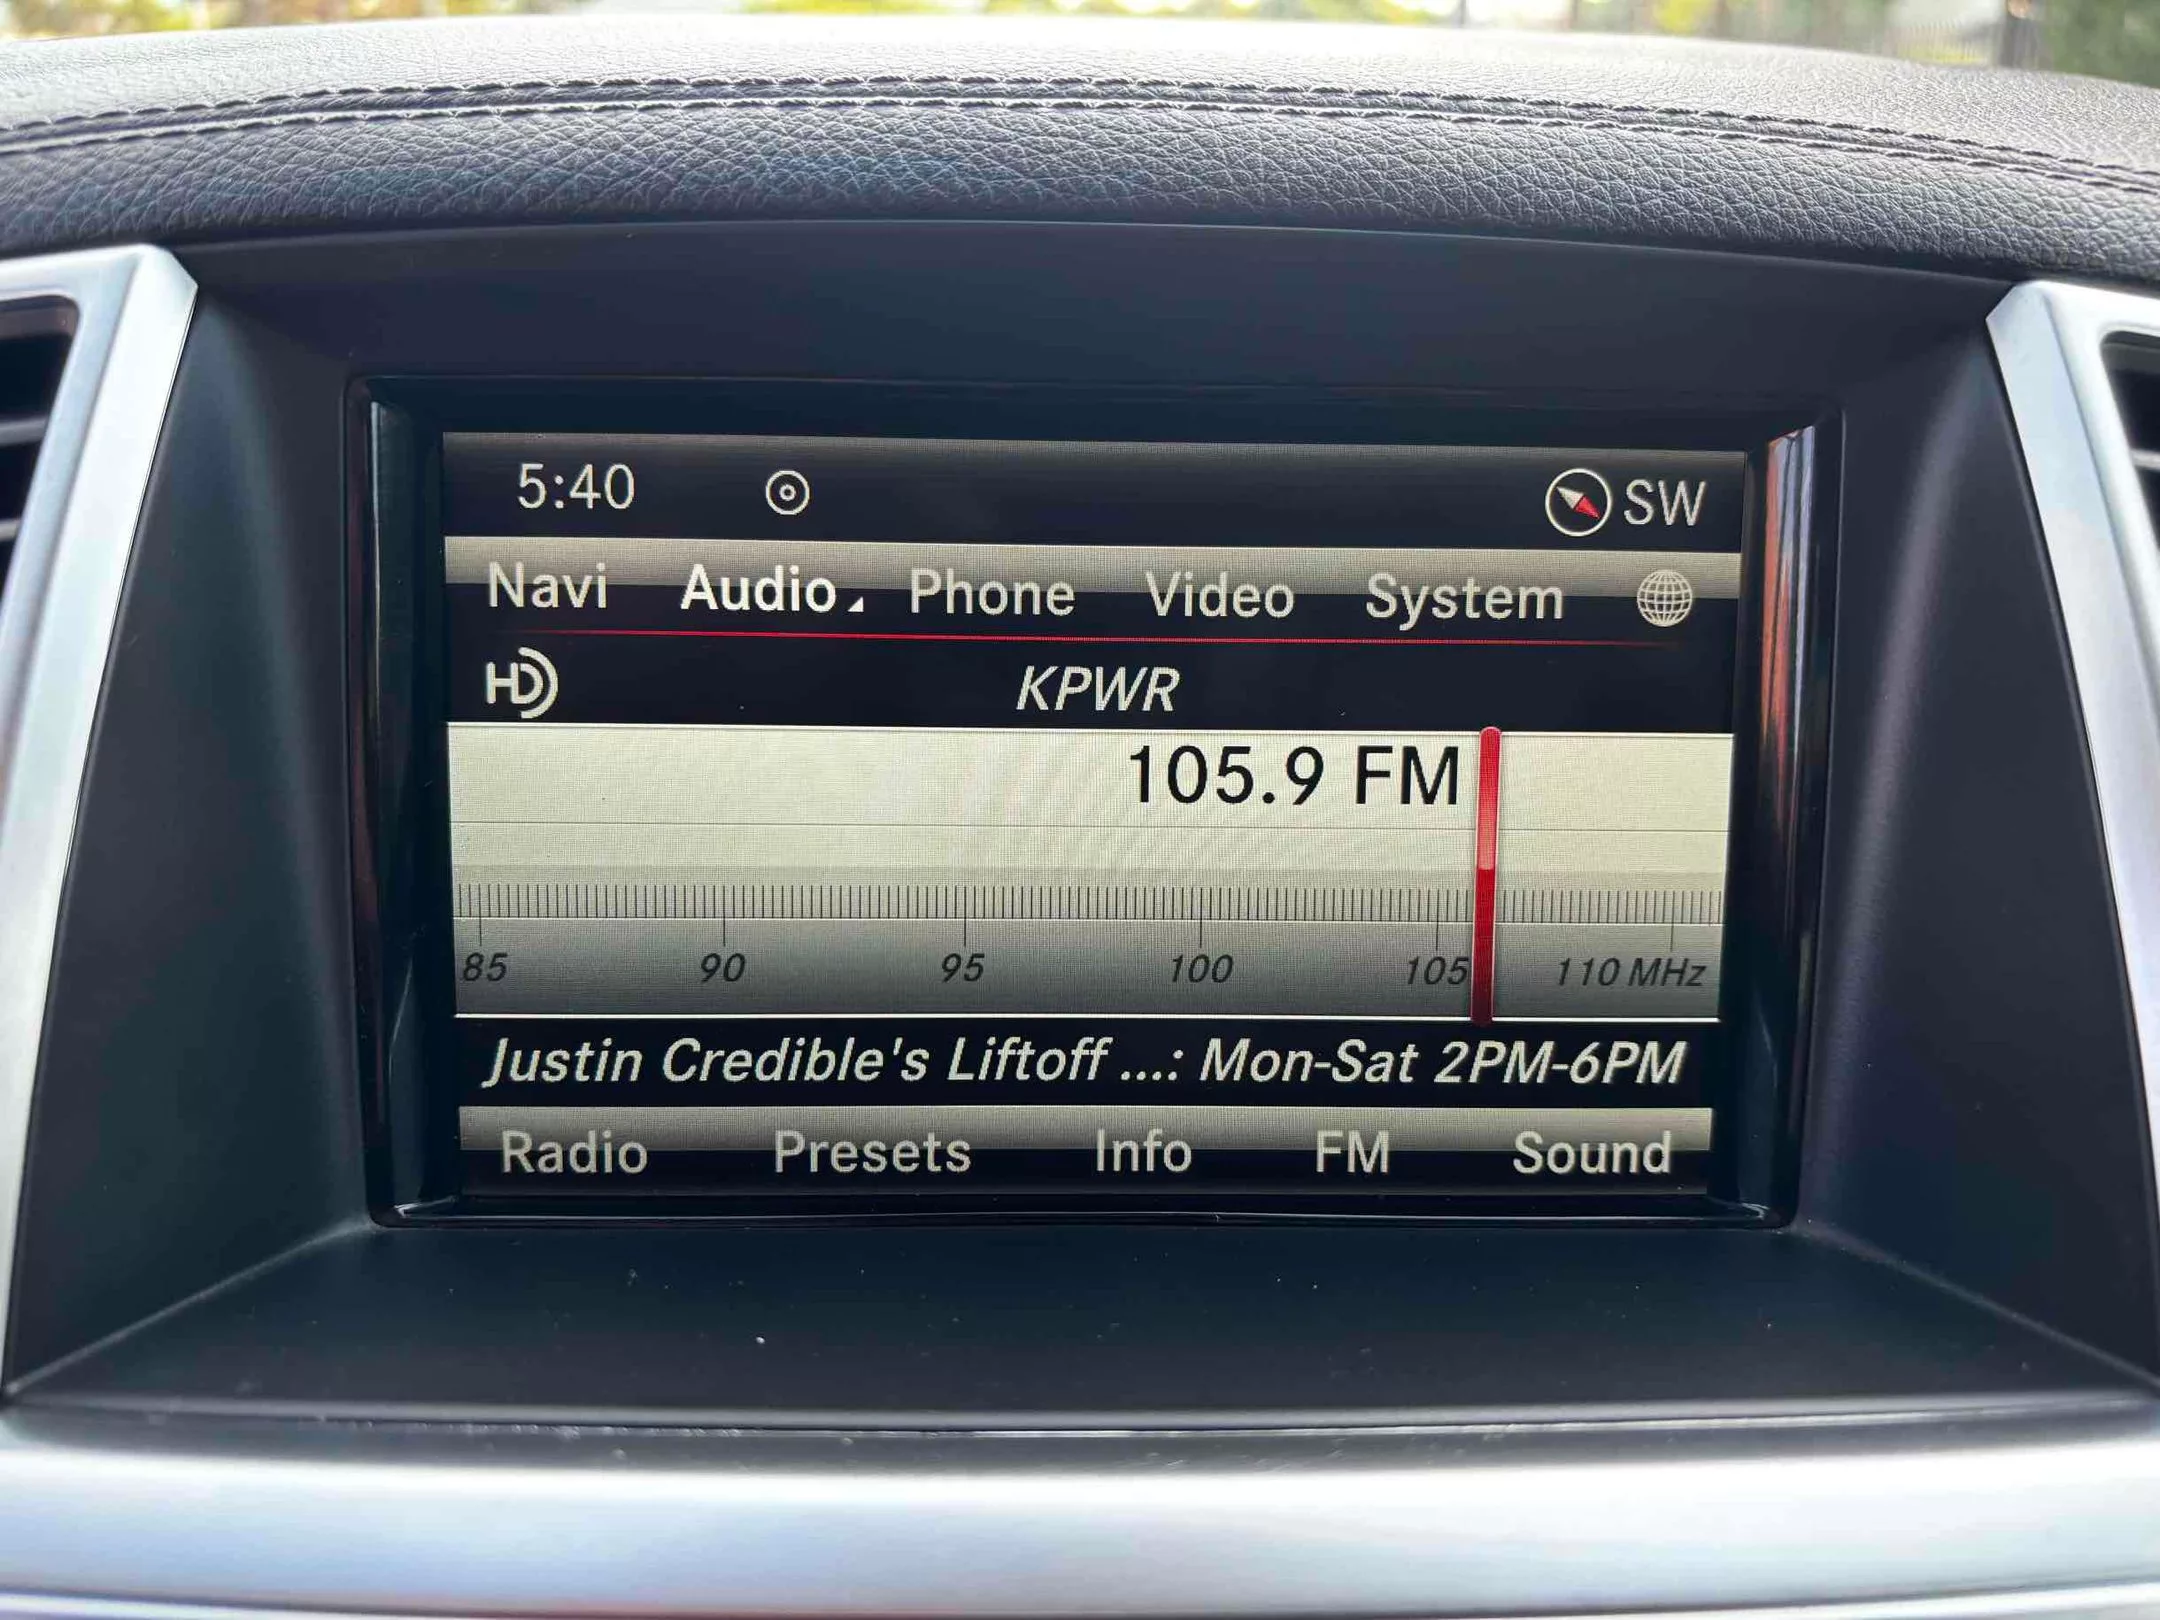 5:40 SW
Navi Audio Phone Video System
HD KPWR
105.9 FM
85 90 95 100 105 110 MHz
Justin Credible's Liftoff ...: Mon-Sat 2PM-6PM
Radio Presets Info FM Sound